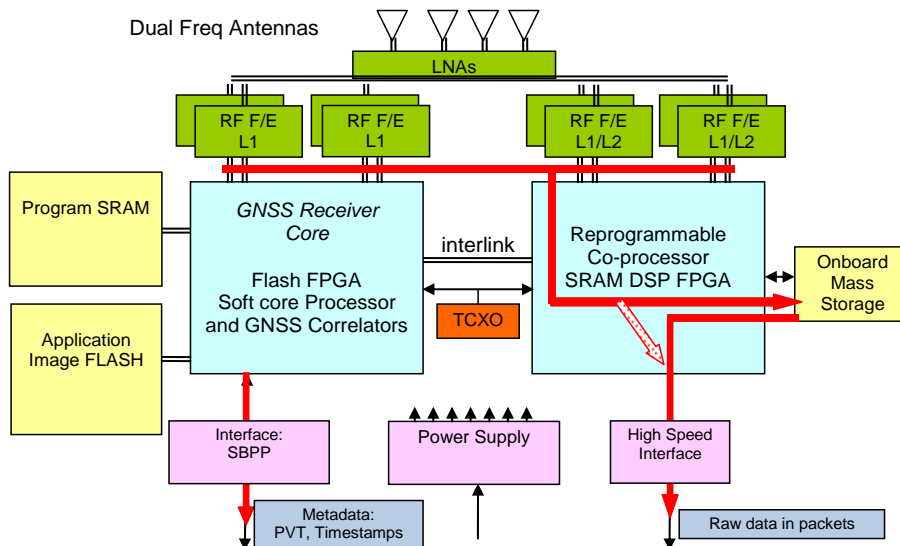 Dual Freq Antennas
LNAs
RF F/E
L1
RF F/E
L1
RF F/E
L1/L2
RF F/E
L1/L2
Program SRAM
GNSS Receiver
Core
Flash FPGA
Soft core Processor
and GNSS Correlators
interlink
TCXO
Reprogrammable
Co-processor
SRAM DSP FPGA
Onboard
Mass
Storage
Application
Image FLASH
Interface:
SBPP
Power Supply
High Speed
Interface
Metadata:
PVT, Timestamps
Raw data in packets